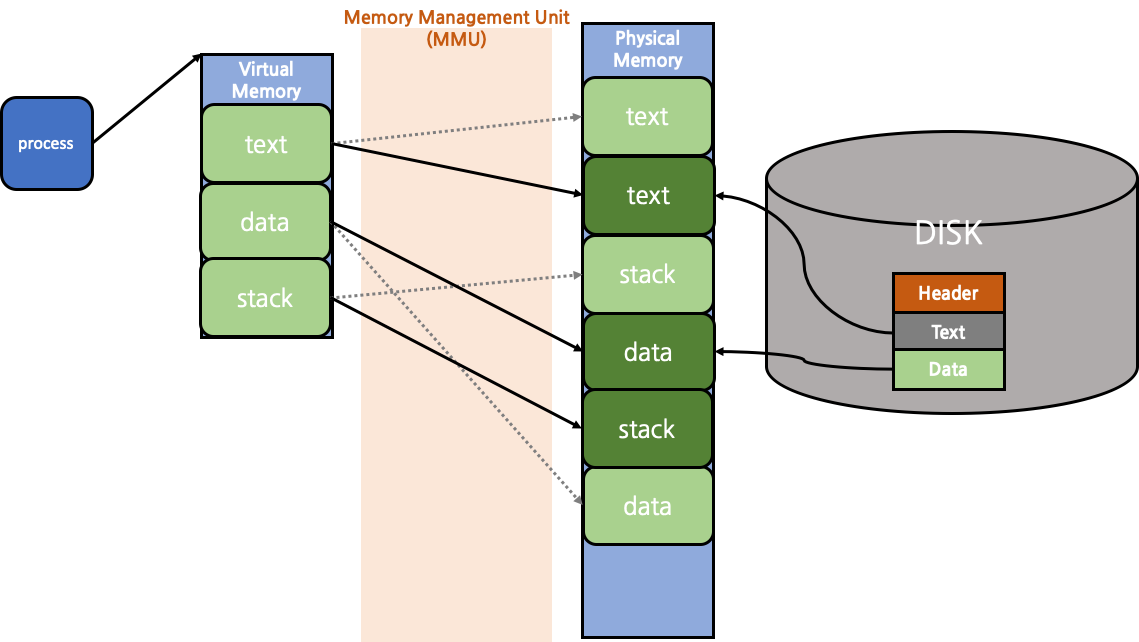 Memory Management Unit
(MMU)
process
Virtual
Memory
text
data
stack
Physical
Memory
text
text
stack
data
stack
data
DISK
Header
Text
Data